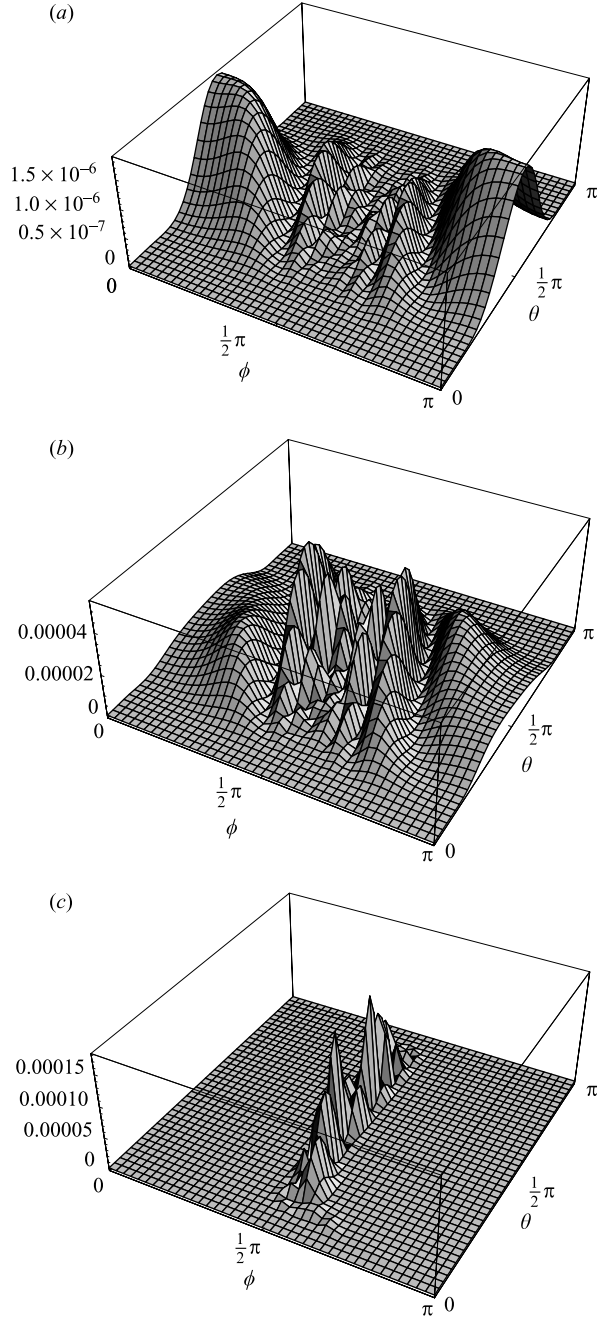 (a)
1.5 × 10⁻⁶
1.0 × 10⁻⁶
0.5 × 10⁻⁷
0
0
½π
ϕ
π
0
½π
θ
π
(b)
0.00004
0.00002
0
0
½π
ϕ
π
0
½π
θ
π
(c)
0.00015
0.00010
0.00005
0
0
½π
ϕ
π
0
½π
θ
π